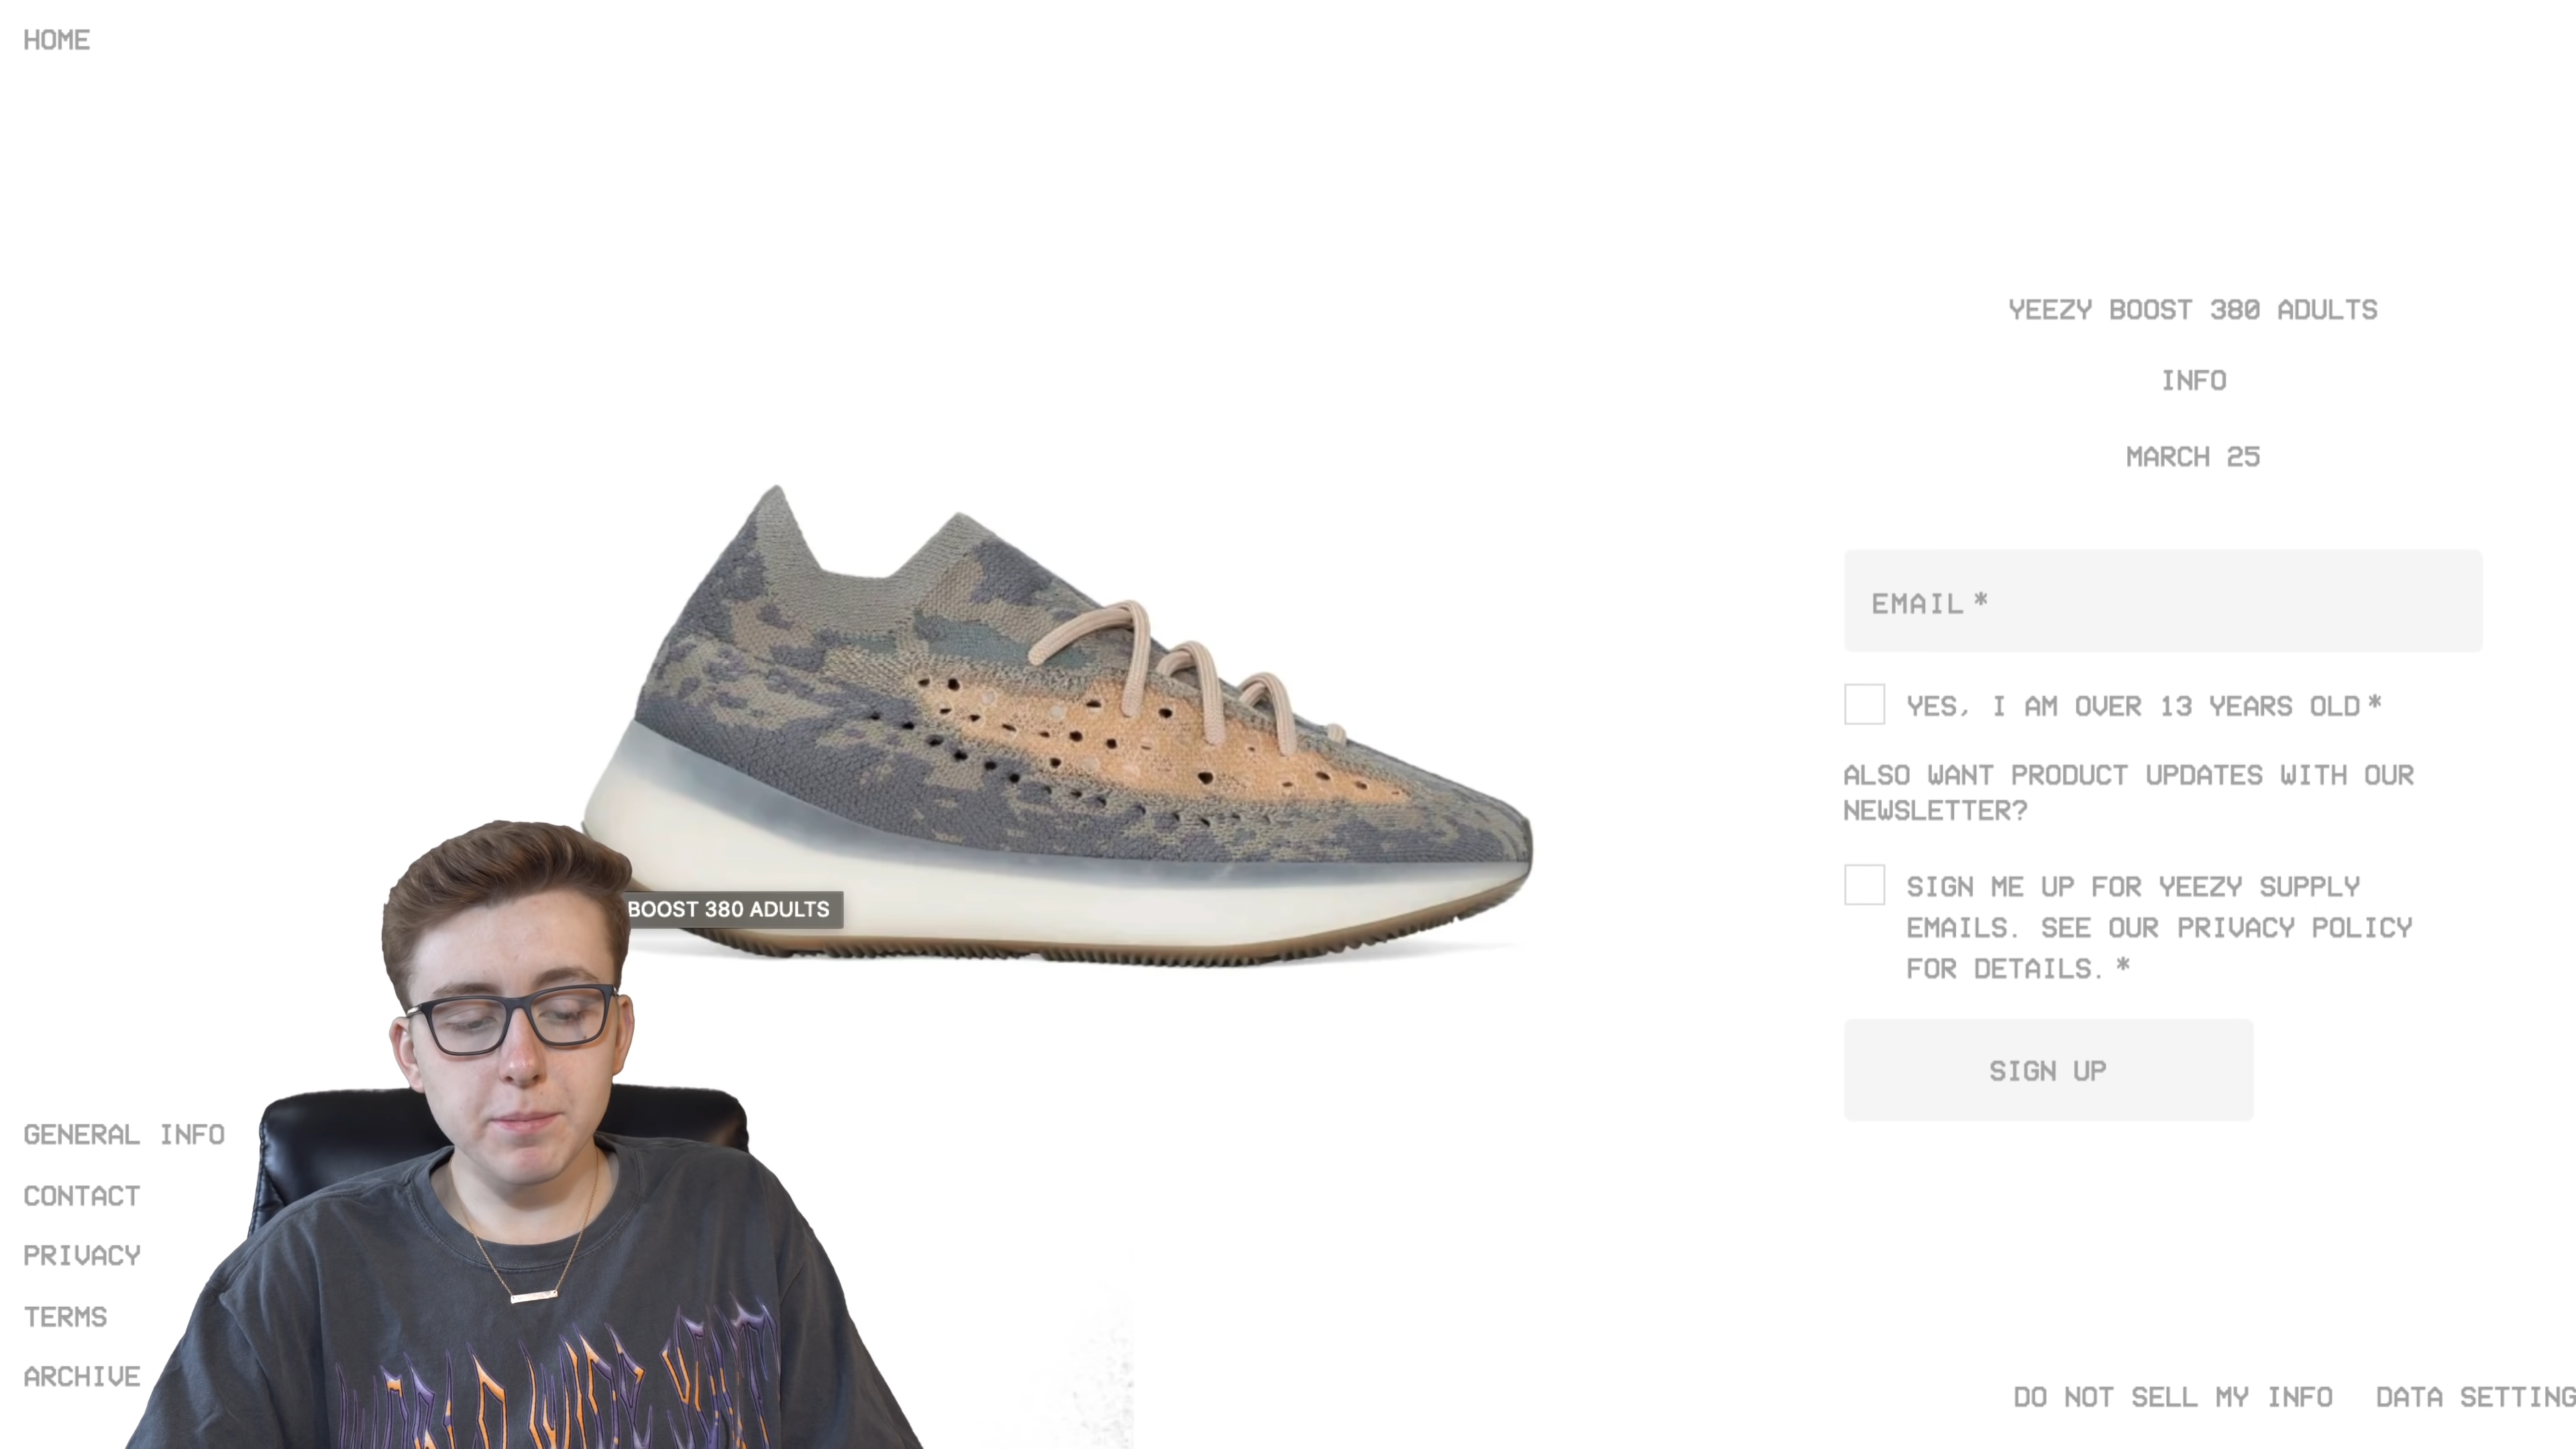 HOME
YEEZY BOOST 380 ADULTS
INFO
MARCH 25
EMAIL*
YES, I AM OVER 13 YEARS OLD*
ALSO WANT PRODUCT UPDATES WITH OUR
NEWSLETTER?
SIGN ME UP FOR YEEZY SUPPLY
EMAILS. SEE OUR PRIVACY POLICY
FOR DETAILS.*
SIGN UP
BOOST 380 ADULTS
GENERAL INFO
CONTACT
PRIVACY
TERMS
ARCHIVE
WORLD WIDE
DO NOT SELL MY INFO
DATA SETTING